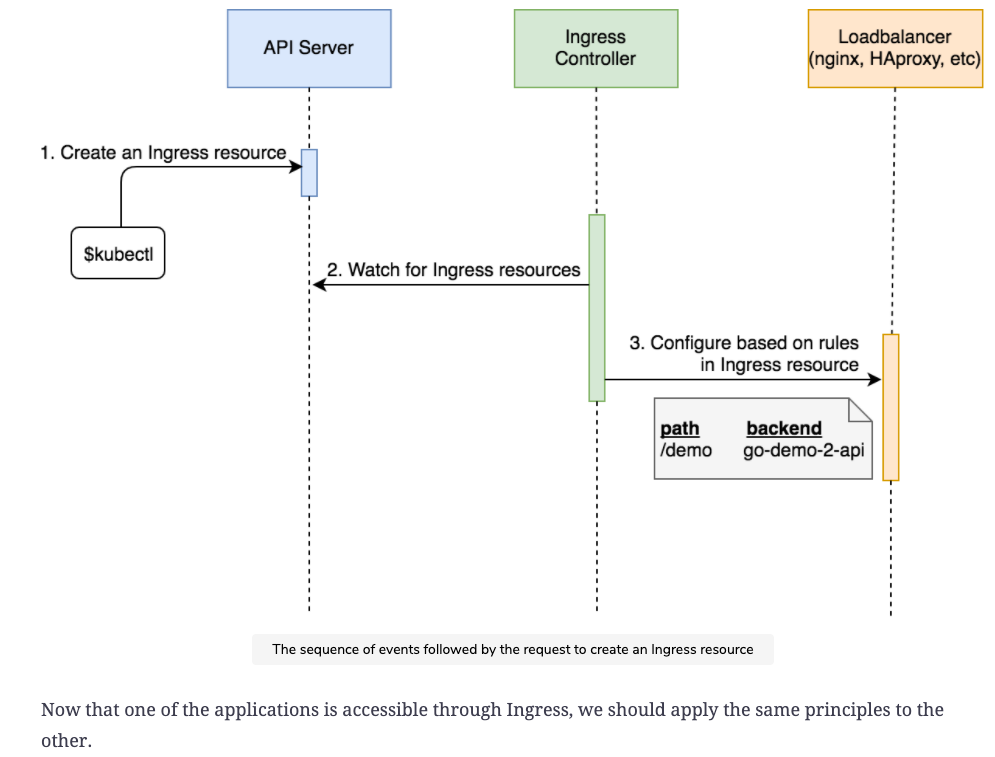 API Server
Ingress
Controller
Loadbalancer
(nginx, HAproxy, etc)
1. Create an Ingress resource
$kubectl
2. Watch for Ingress resources
3. Configure based on rules
in Ingress resource
path backend
/demo go-demo-2-api
The sequence of events followed by the request to create an Ingress resource
Now that one of the applications is accessible through Ingress, we should apply the same principles to the
other.